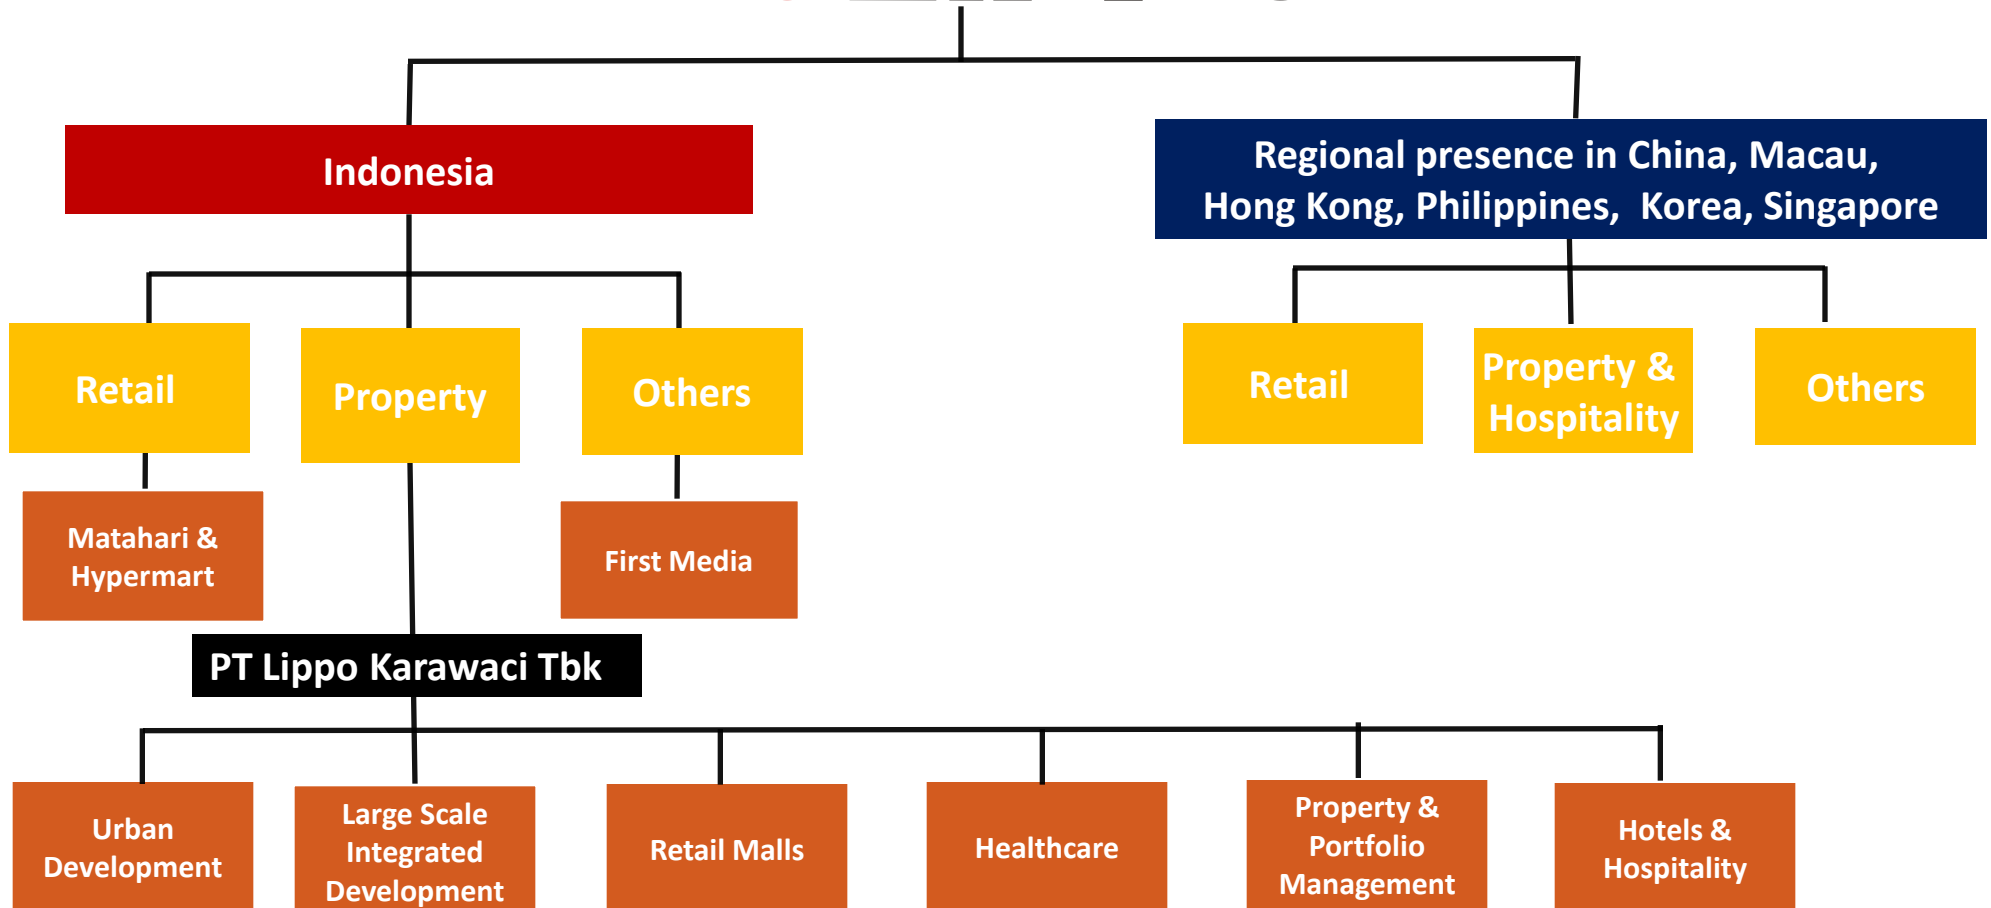 Indonesia
Regional presence in China, Macau,
Hong Kong, Philippines, Korea, Singapore
Retail
Property
Others
Retail
Property &
Hospitality
Others
Matahari &
Hypermart
First Media
PT Lippo Karawaci Tbk
Urban
Development
Large Scale
Integrated
Development
Retail Malls
Healthcare
Property &
Portfolio
Management
Hotels &
Hospitality